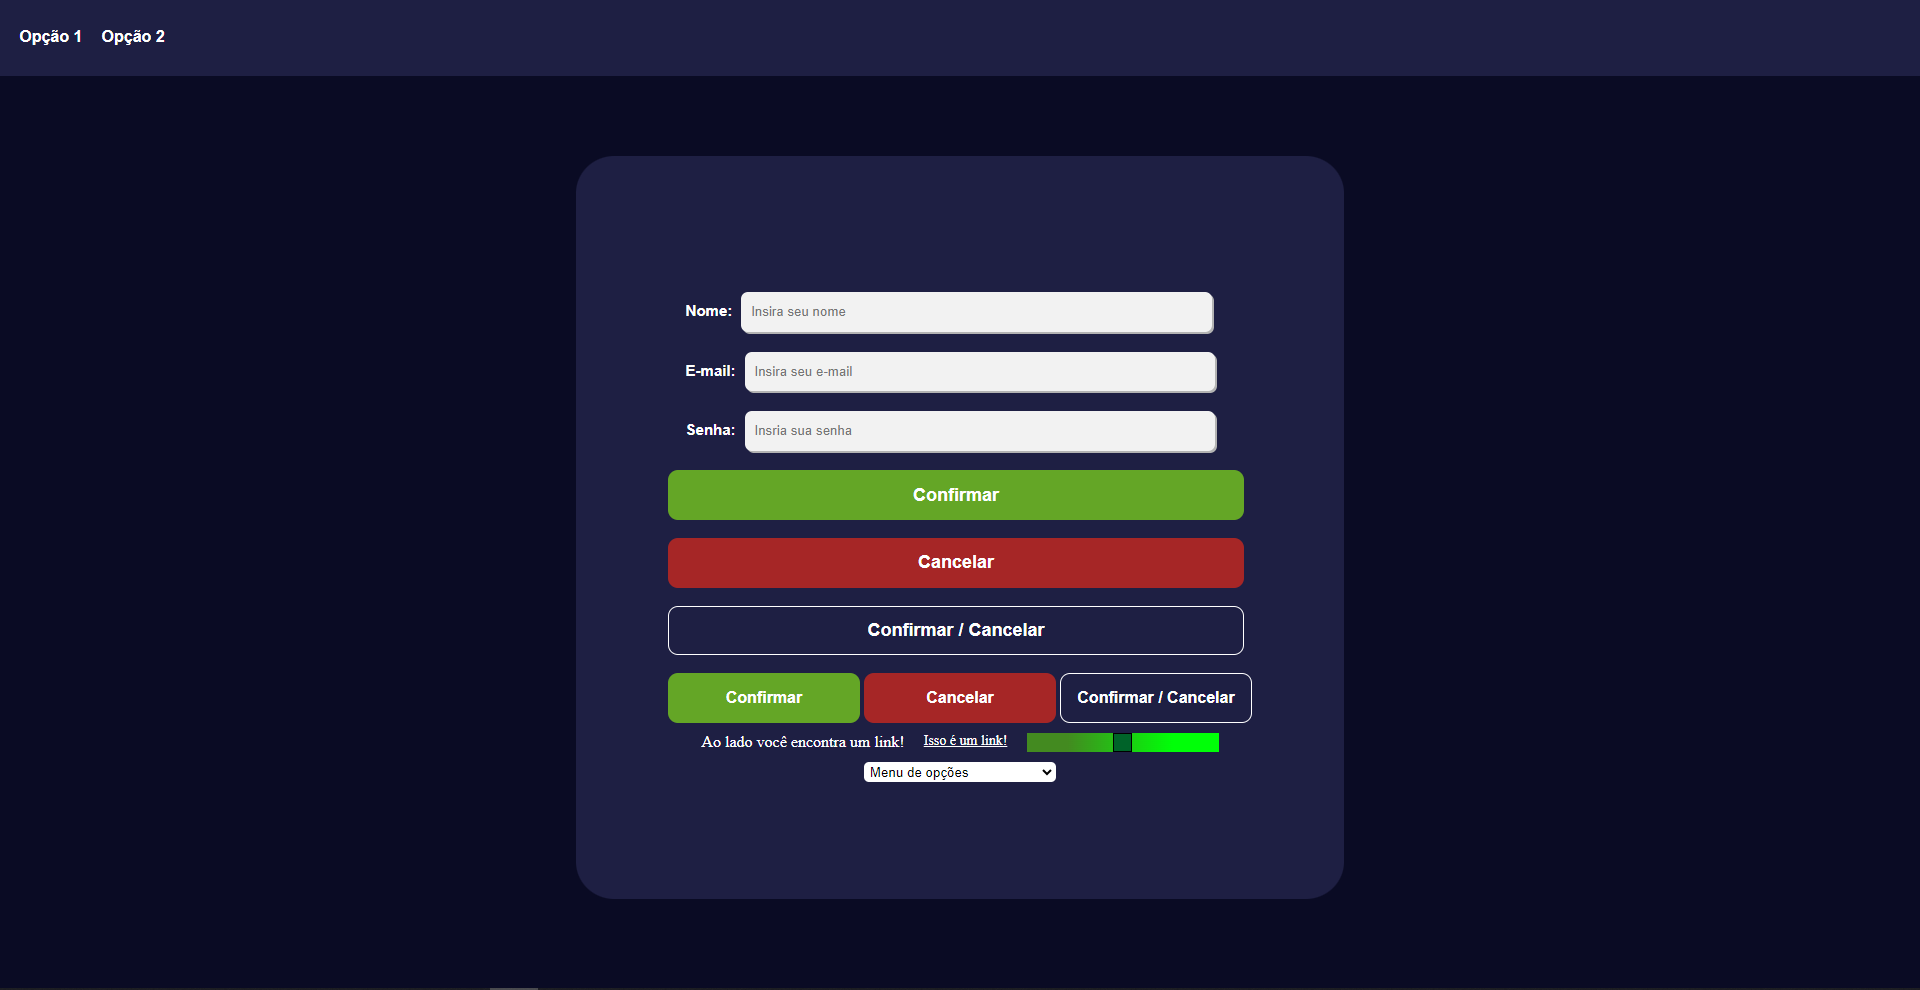 Opção 1 Opção 2
Nome: Insira seu nome
E-mail: Insira seu e-mail
Senha: Insria sua senha
Confirmar
Cancelar
Confirmar / Cancelar
Confirmar Cancelar Confirmar / Cancelar
Ao lado você encontra um link! Isso é um link!
Menu de opções